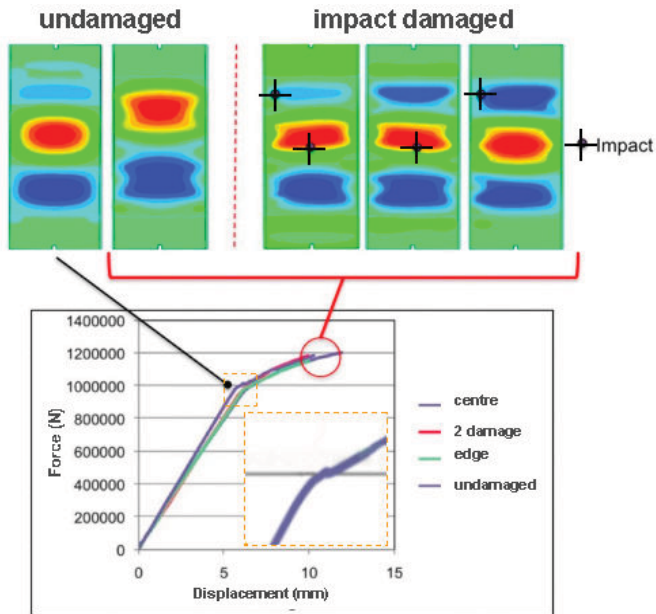 undamaged
impact damaged
Impact
1400000
1200000
1000000
800000
600000
400000
200000
0
Force (N)
0
5
10
15
Displacement (mm)
centre
2 damage
edge
undamaged